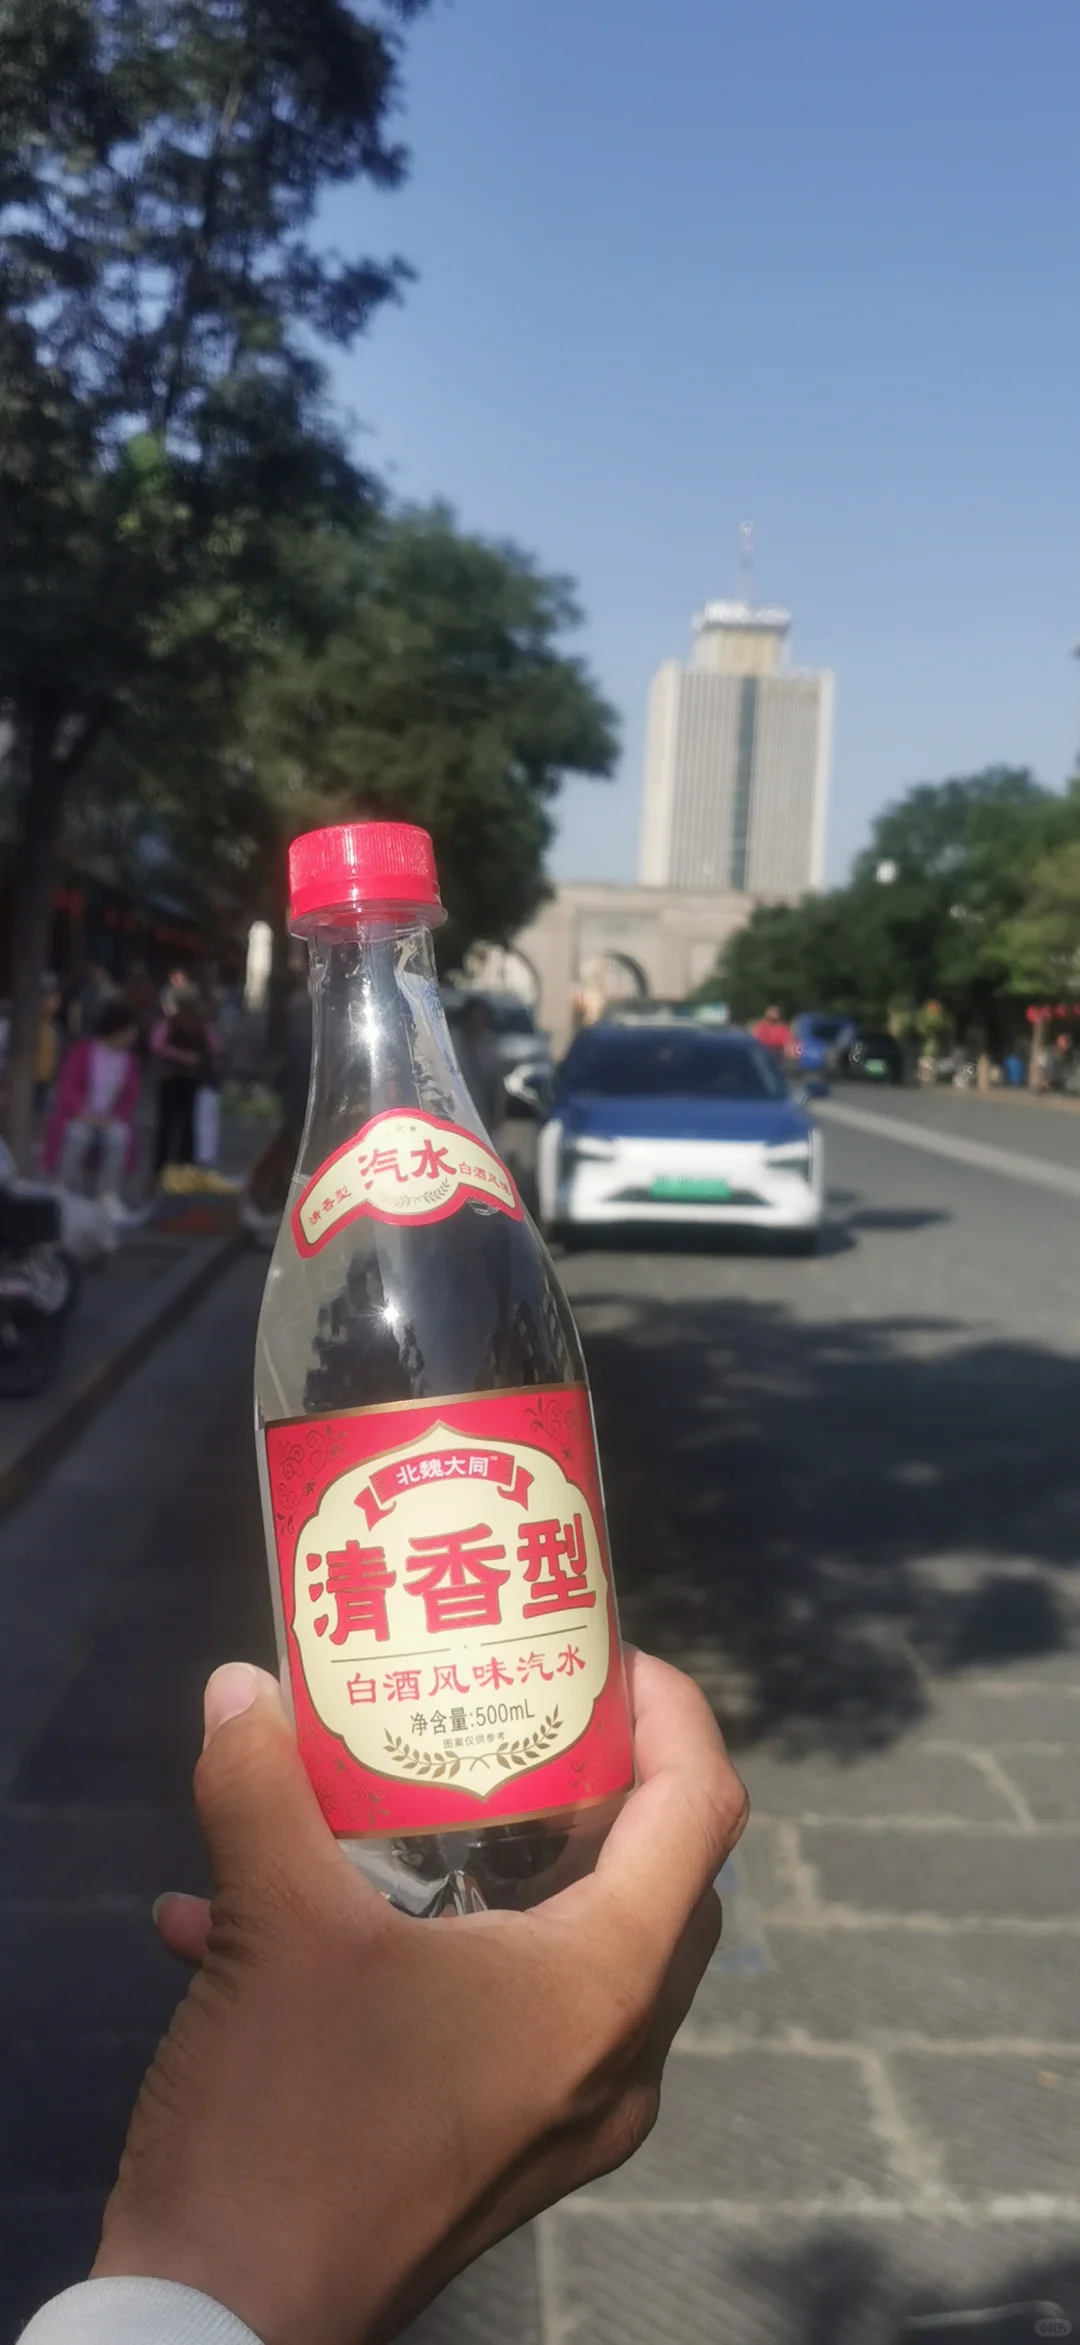 清香型 汽水 白酒风味
北魏大同
清香型
白酒风味汽水
净含量:500mL
图案仅供参考